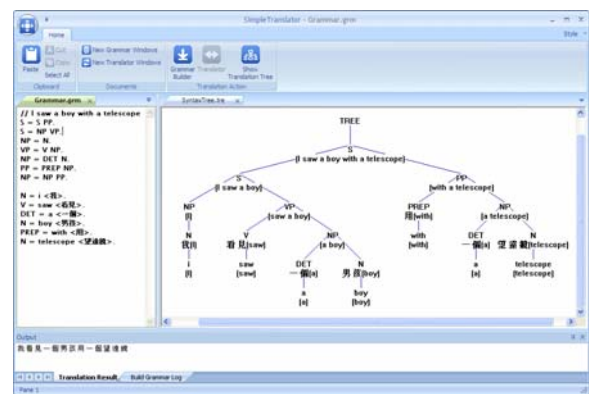 SimpleTranslator - Grammar.grm
Home
Style
Paste
Cut
Copy
Select All
Clipboard
New Grammar Windows
New Translator Windows
Documents
Grammar Builder
Translator
Show Translation Tree
Translation Action
Grammar.grm
SyntaxTree.tre
// I saw a boy with a telescope
S = S PP.
S = NP VP.
NP = N.
VP = V NP.
NP = DET N.
PP = PREP NP.
NP = NP PP.
N = i <我>.
V = saw <看見>.
DET = a <一個>.
N = boy <男孩>.
PREP = with <用>.
N = telescope <望遠鏡>.
TREE
S
(I saw a boy with a telescope)
S PP
(I saw a boy) (with a telescope)
NP VP PREP NP
(I) (saw a boy) 用(with) (a telescope)
N V NP with DET N
我(I) 看見(saw) (a boy) (with) 一個(a) 望遠鏡(telescope)
i saw DET N a telescope
(I) (saw) 一個(a) 男孩(boy) (a) (telescope)
a boy
(a) (boy)
Output
我看見一個男孩用一個望遠鏡
Translation Result
Build Grammar Log
Pane 1